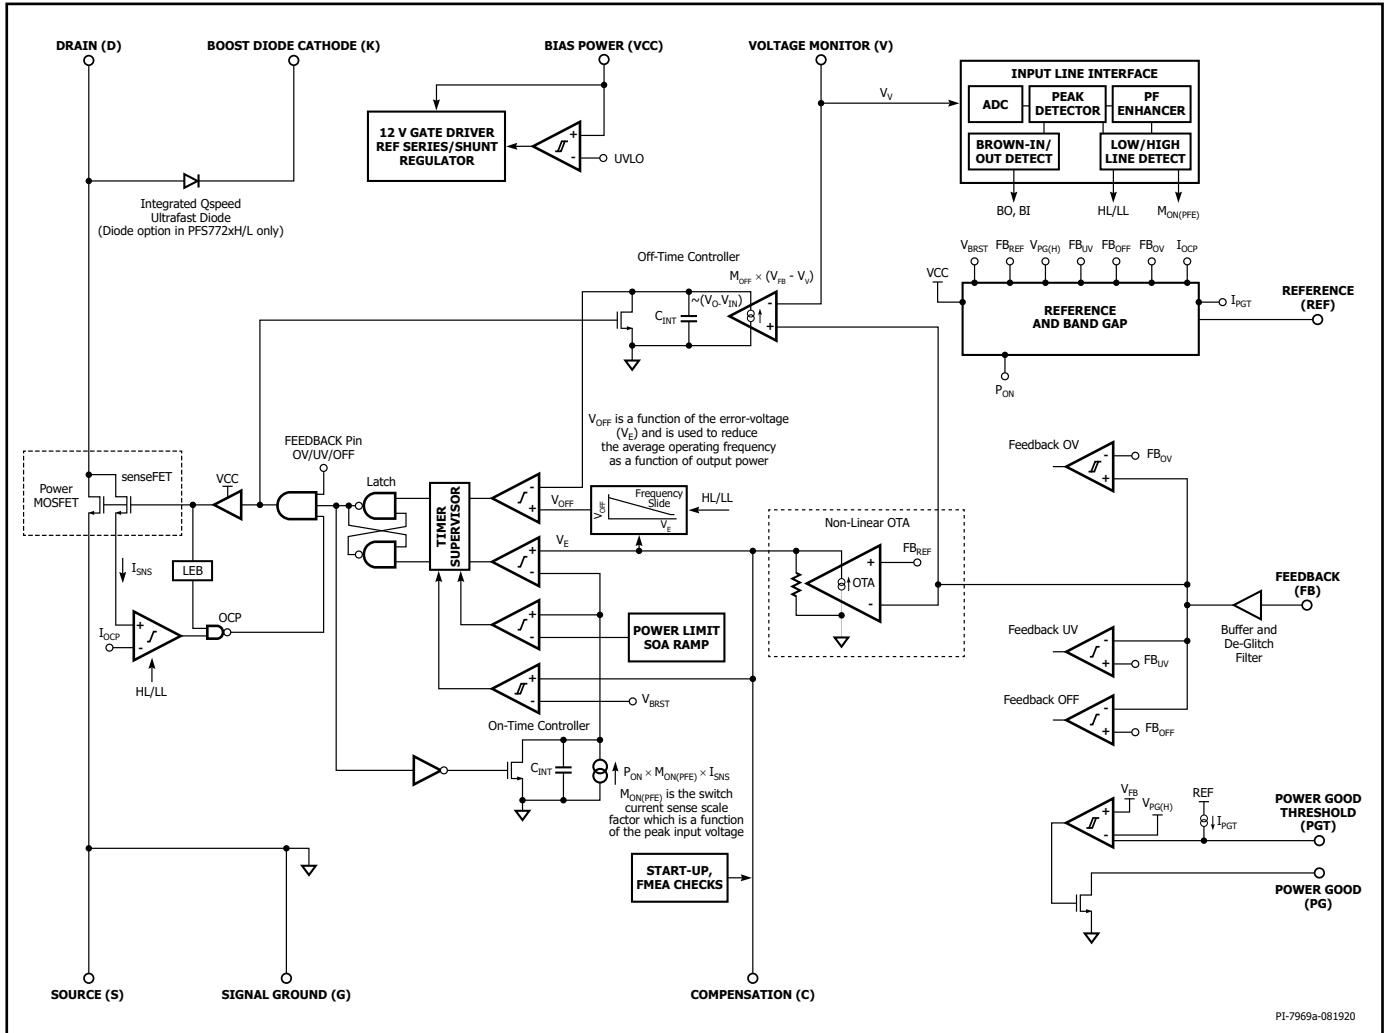 DRAIN (D)
BOOST DIODE CATHODE (K)
BIAS POWER (VCC)
VOLTAGE MONITOR (V)
INPUT LINE INTERFACE
ADC
PEAK
DETECTOR
PF
ENHANCER
BROWN-IN/
OUT DETECT
LOW/HIGH
LINE DETECT
V_V
12 V GATE DRIVER
REF SERIES/SHUNT
REGULATOR
+
-
UVLO
Integrated Qspeed
Ultrafast Diode
(Diode option in PFS772xH/L only)
BO, BI
HL/LL
M_ON(PFE)
V_BRST
FB_REF
V_PG(H)
FB_UV
FB_OFF
FB_OV
I_OCP
VCC
REFERENCE
AND BAND GAP
I_PGT
REFERENCE
(REF)
P_ON
Off-Time Controller
M_OFF × (V_FB - V_V)
~(V_O-V_IN)
C_INT
-
+
V_OFF is a function of the error-voltage
(V_E) and is used to reduce
the average operating frequency
as a function of output power
FEEDBACK Pin
OV/UV/OFF
senseFET
Power
MOSFET
VCC
Latch
TIMER
SUPERVISOR
-
+
V_OFF
Frequency
Slide
V_OFF
V_E
HL/LL
V_E
+
-
Non-Linear OTA
FB_REF
+
OTA
-
Feedback OV
-
+
FB_OV
FEEDBACK
(FB)
Buffer and
De-Glitch
Filter
Feedback UV
-
+
FB_UV
Feedback OFF
-
+
FB_OFF
I_SNS
LEB
OCP
I_OCP
+
-
HL/LL
+
-
POWER LIMIT
SOA RAMP
+
-
V_BRST
On-Time Controller
C_INT
P_ON × M_ON(PFE) × I_SNS
M_ON(PFE) is the switch
current sense scale
factor which is a function
of the peak input voltage
START-UP,
FMEA CHECKS
V_FB
V_PG(H)
REF
I_PGT
+
-
POWER GOOD
THRESHOLD
(PGT)
POWER GOOD
(PG)
SOURCE (S)
SIGNAL GROUND (G)
COMPENSATION (C)
PI-7969a-081920